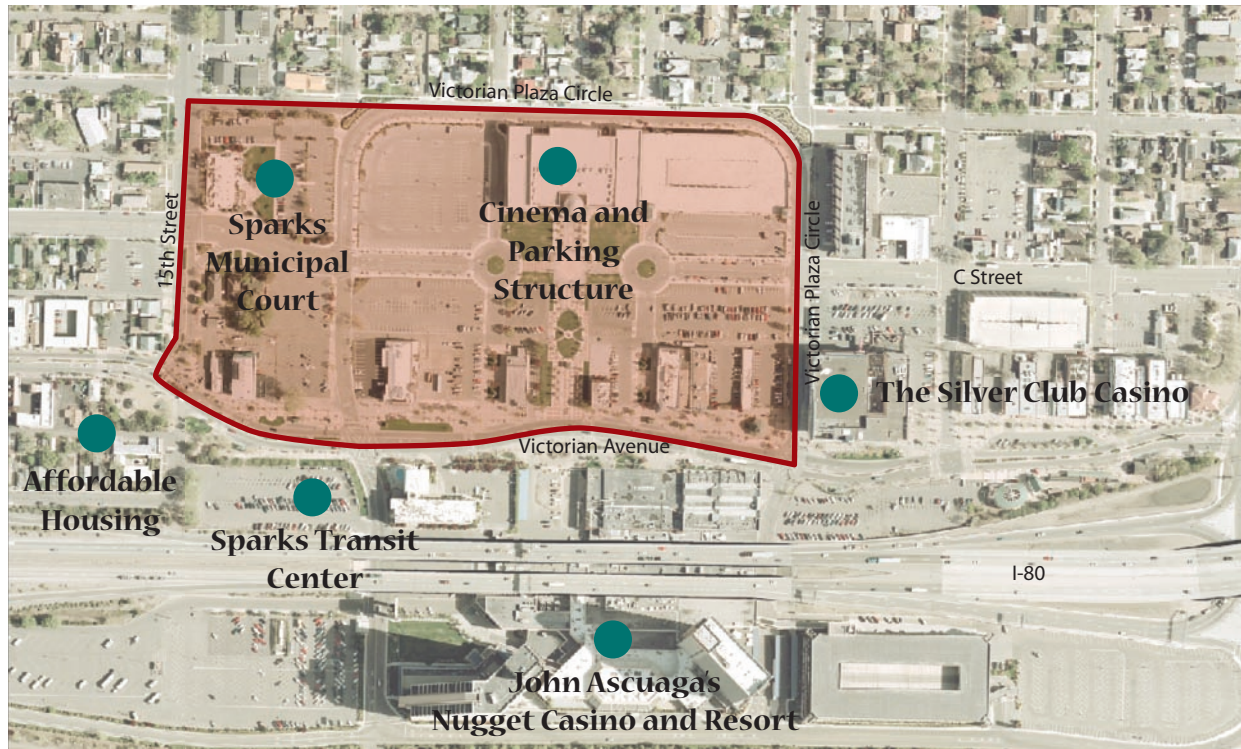 Victorian Plaza Circle
15th Street
Sparks
Municipal
Court
Cinema and
Parking
Structure
Victorian Plaza Circle
C Street
The Silver Club Casino
Victorian Avenue
Affordable
Housing
Sparks Transit
Center
I-80
John Ascuaga's
Nugget Casino and Resort